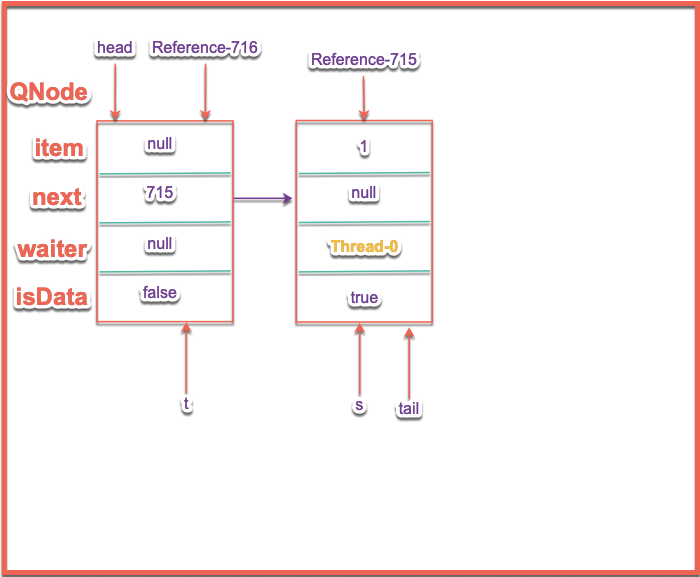 head Reference-716
Reference-715
QNode
item null 1
next 715 null
waiter null Thread-0
isData false true
t s tail